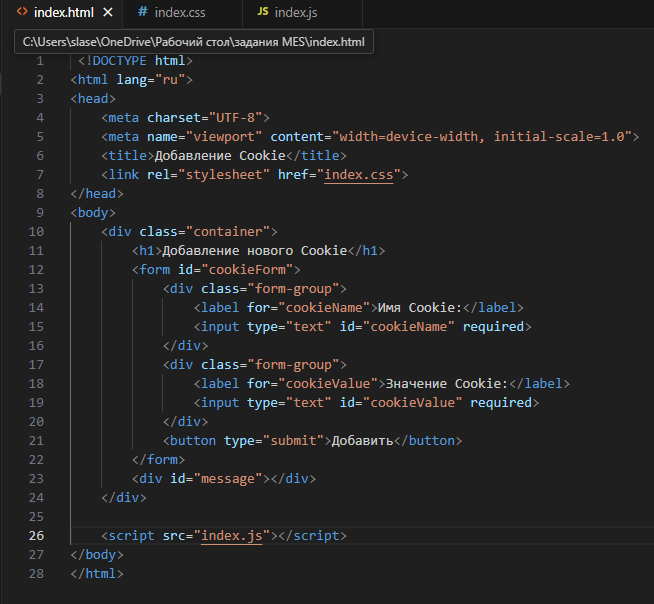 index.html index.css JS index.js
C:\Users\slase\OneDrive\Рабочий стол\задания MES\index.html
1 <!DOCTYPE html>
2 <html lang="ru">
3 <head>
4 <meta charset="UTF-8">
5 <meta name="viewport" content="width=device-width, initial-scale=1.0">
6 <title>Добавление Cookie</title>
7 <link rel="stylesheet" href="index.css">
8 </head>
9 <body>
10 <div class="container">
11 <h1>Добавление нового Cookie</h1>
12 <form id="cookieForm">
13 <div class="form-group">
14 <label for="cookieName">Имя Cookie:</label>
15 <input type="text" id="cookieName" required>
16 </div>
17 <div class="form-group">
18 <label for="cookieValue">Значение Cookie:</label>
19 <input type="text" id="cookieValue" required>
20 </div>
21 <button type="submit">Добавить</button>
22 </form>
23 <div id="message"></div>
24 </div>
25
26 <script src="index.js"></script>
27 </body>
28 </html>